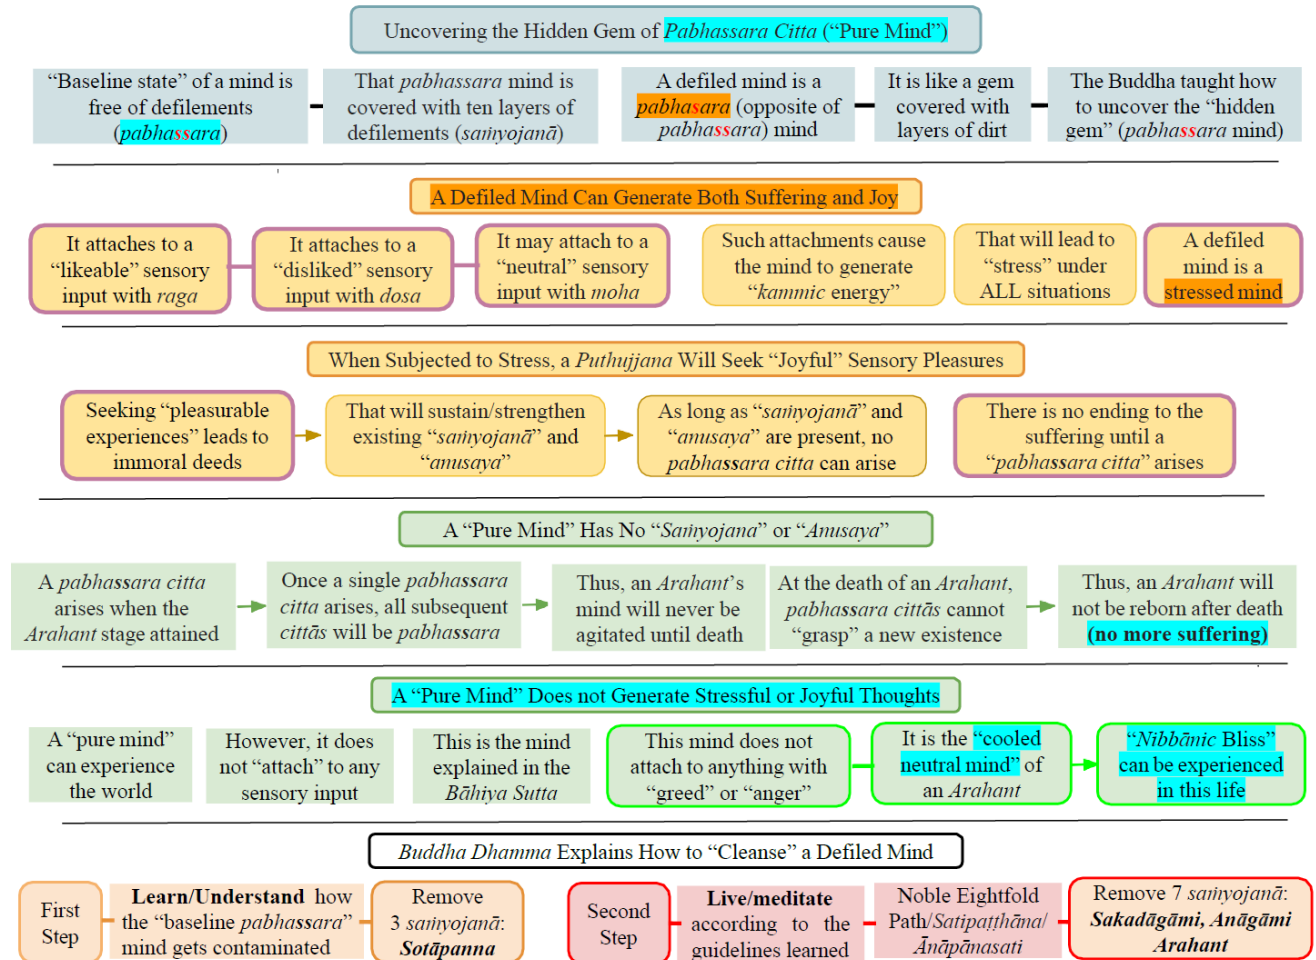 Uncovering the Hidden Gem of Pabhassara Citta (“Pure Mind”)
“Baseline state” of a mind is
free of defilements
(pabhassara)
That pabhassara mind is
covered with ten layers of
defilements (saṁyojanā)
A defiled mind is a
pabhasara (opposite of
pabhassara) mind
It is like a gem
covered with
layers of dirt
The Buddha taught how
to uncover the “hidden
gem” (pabhassara mind)
A Defiled Mind Can Generate Both Suffering and Joy
It attaches to a
“likeable” sensory
input with raga
It attaches to a
“disliked” sensory
input with dosa
It may attach to a
“neutral” sensory
input with moha
Such attachments cause
the mind to generate
“kammic energy”
That will lead to
“stress” under
ALL situations
A defiled
mind is a
stressed mind
When Subjected to Stress, a Puthujjana Will Seek “Joyful” Sensory Pleasures
Seeking “pleasurable
experiences” leads to
immoral deeds
That will sustain/strengthen
existing “saṁyojanā” and
“anusaya”
As long as “saṁyojanā” and
“anusaya” are present, no
pabhassara citta can arise
There is no ending to the
suffering until a
“pabhassara citta” arises
A “Pure Mind” Has No “Saṁyojana” or “Anusaya”
A pabhassara citta
arises when the
Arahant stage attained
Once a single pabhassara
citta arises, all subsequent
cittās will be pabhassara
Thus, an Arahant’s
mind will never be
agitated until death
At the death of an Arahant,
pabhassara cittās cannot
“grasp” a new existence
Thus, an Arahant will
not be reborn after death
(no more suffering)
A “Pure Mind” Does not Generate Stressful or Joyful Thoughts
A “pure mind”
can experience
the world
However, it does
not “attach” to any
sensory input
This is the mind
explained in the
Bāhiya Sutta
This mind does not
attach to anything with
“greed” or “anger”
It is the “cooled
neutral mind” of
an Arahant
“Nibbānic Bliss”
can be experienced
in this life
Buddha Dhamma Explains How to “Cleanse” a Defiled Mind
First
Step
Learn/Understand how
the “baseline pabhassara”
mind gets contaminated
Remove
3 saṁyojanā:
Sotāpanna
Second
Step
Live/meditate
according to the
guidelines learned
Noble Eightfold
Path/Satipaṭṭhāna/
Ānāpānasati
Remove 7 saṁyojanā:
Sakadāgāmi, Anāgāmi
Arahant